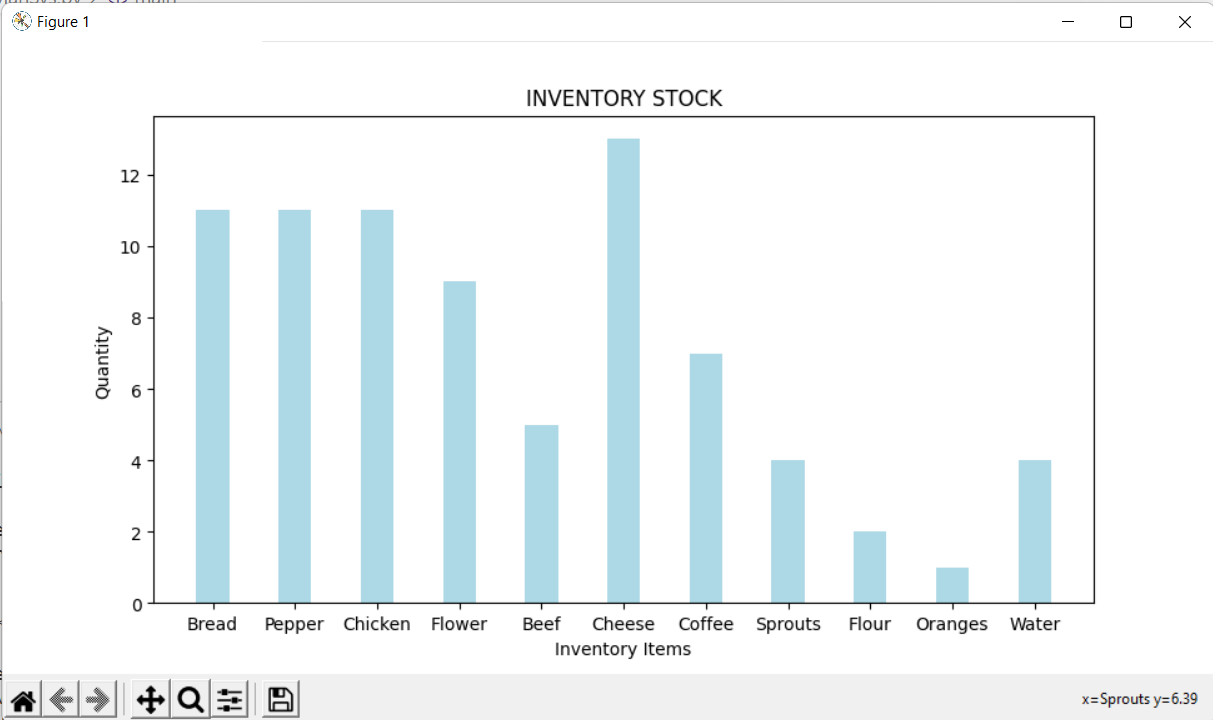 Figure 1
INVENTORY STOCK
12
10
8
6
4
2
0
Quantity
Bread Pepper Chicken Flower Beef Cheese Coffee Sprouts Flour Oranges Water
Inventory Items
x=Sprouts y=6.39